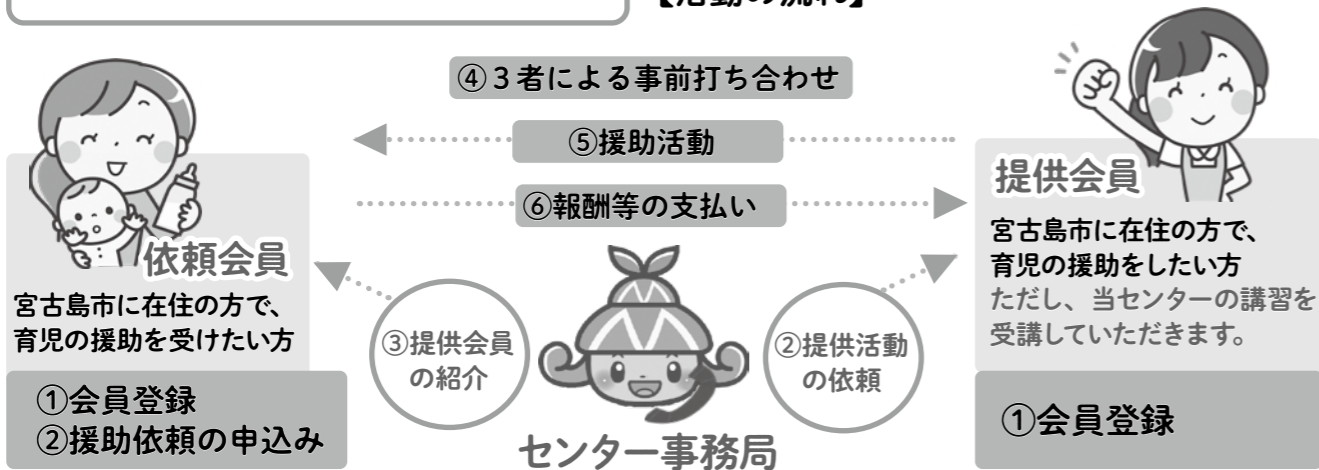 【活動の流れ】
④３者による事前打ち合わせ
⑤援助活動
⑥報酬等の支払い
依頼会員
宮古島市に在住の方で、
育児の援助を受けたい方
①会員登録
②援助依頼の申込み
③提供会員
の紹介
センター事務局
②提供活動
の依頼
提供会員
宮古島市に在住の方で、
育児の援助をしたい方
ただし、当センターの講習を
受講していただきます。
①会員登録